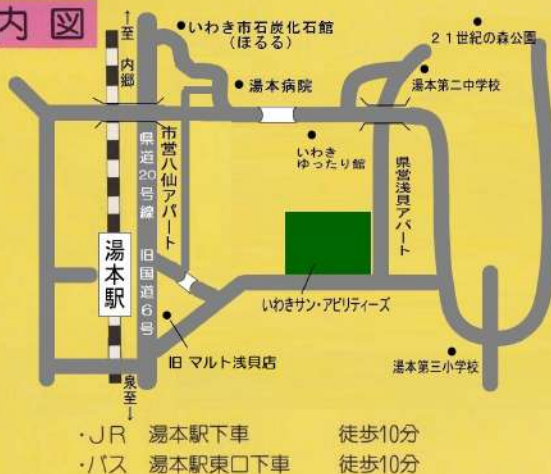 内図
↑至 内郷
いわき市石炭化石館
(ほるる)
21世紀の森公園
湯本病院
湯本第二中学校
いわき
ゆったり館
県道20号線
市営八仙アパート
県営浅貝アパート
湯本駅
旧国道6号
いわきサン・アビリティーズ
旧 マルト浅貝店
湯本第三小学校
泉至↓
・JR 湯本駅下車 徒歩10分
・バス 湯本駅東口下車 徒歩10分